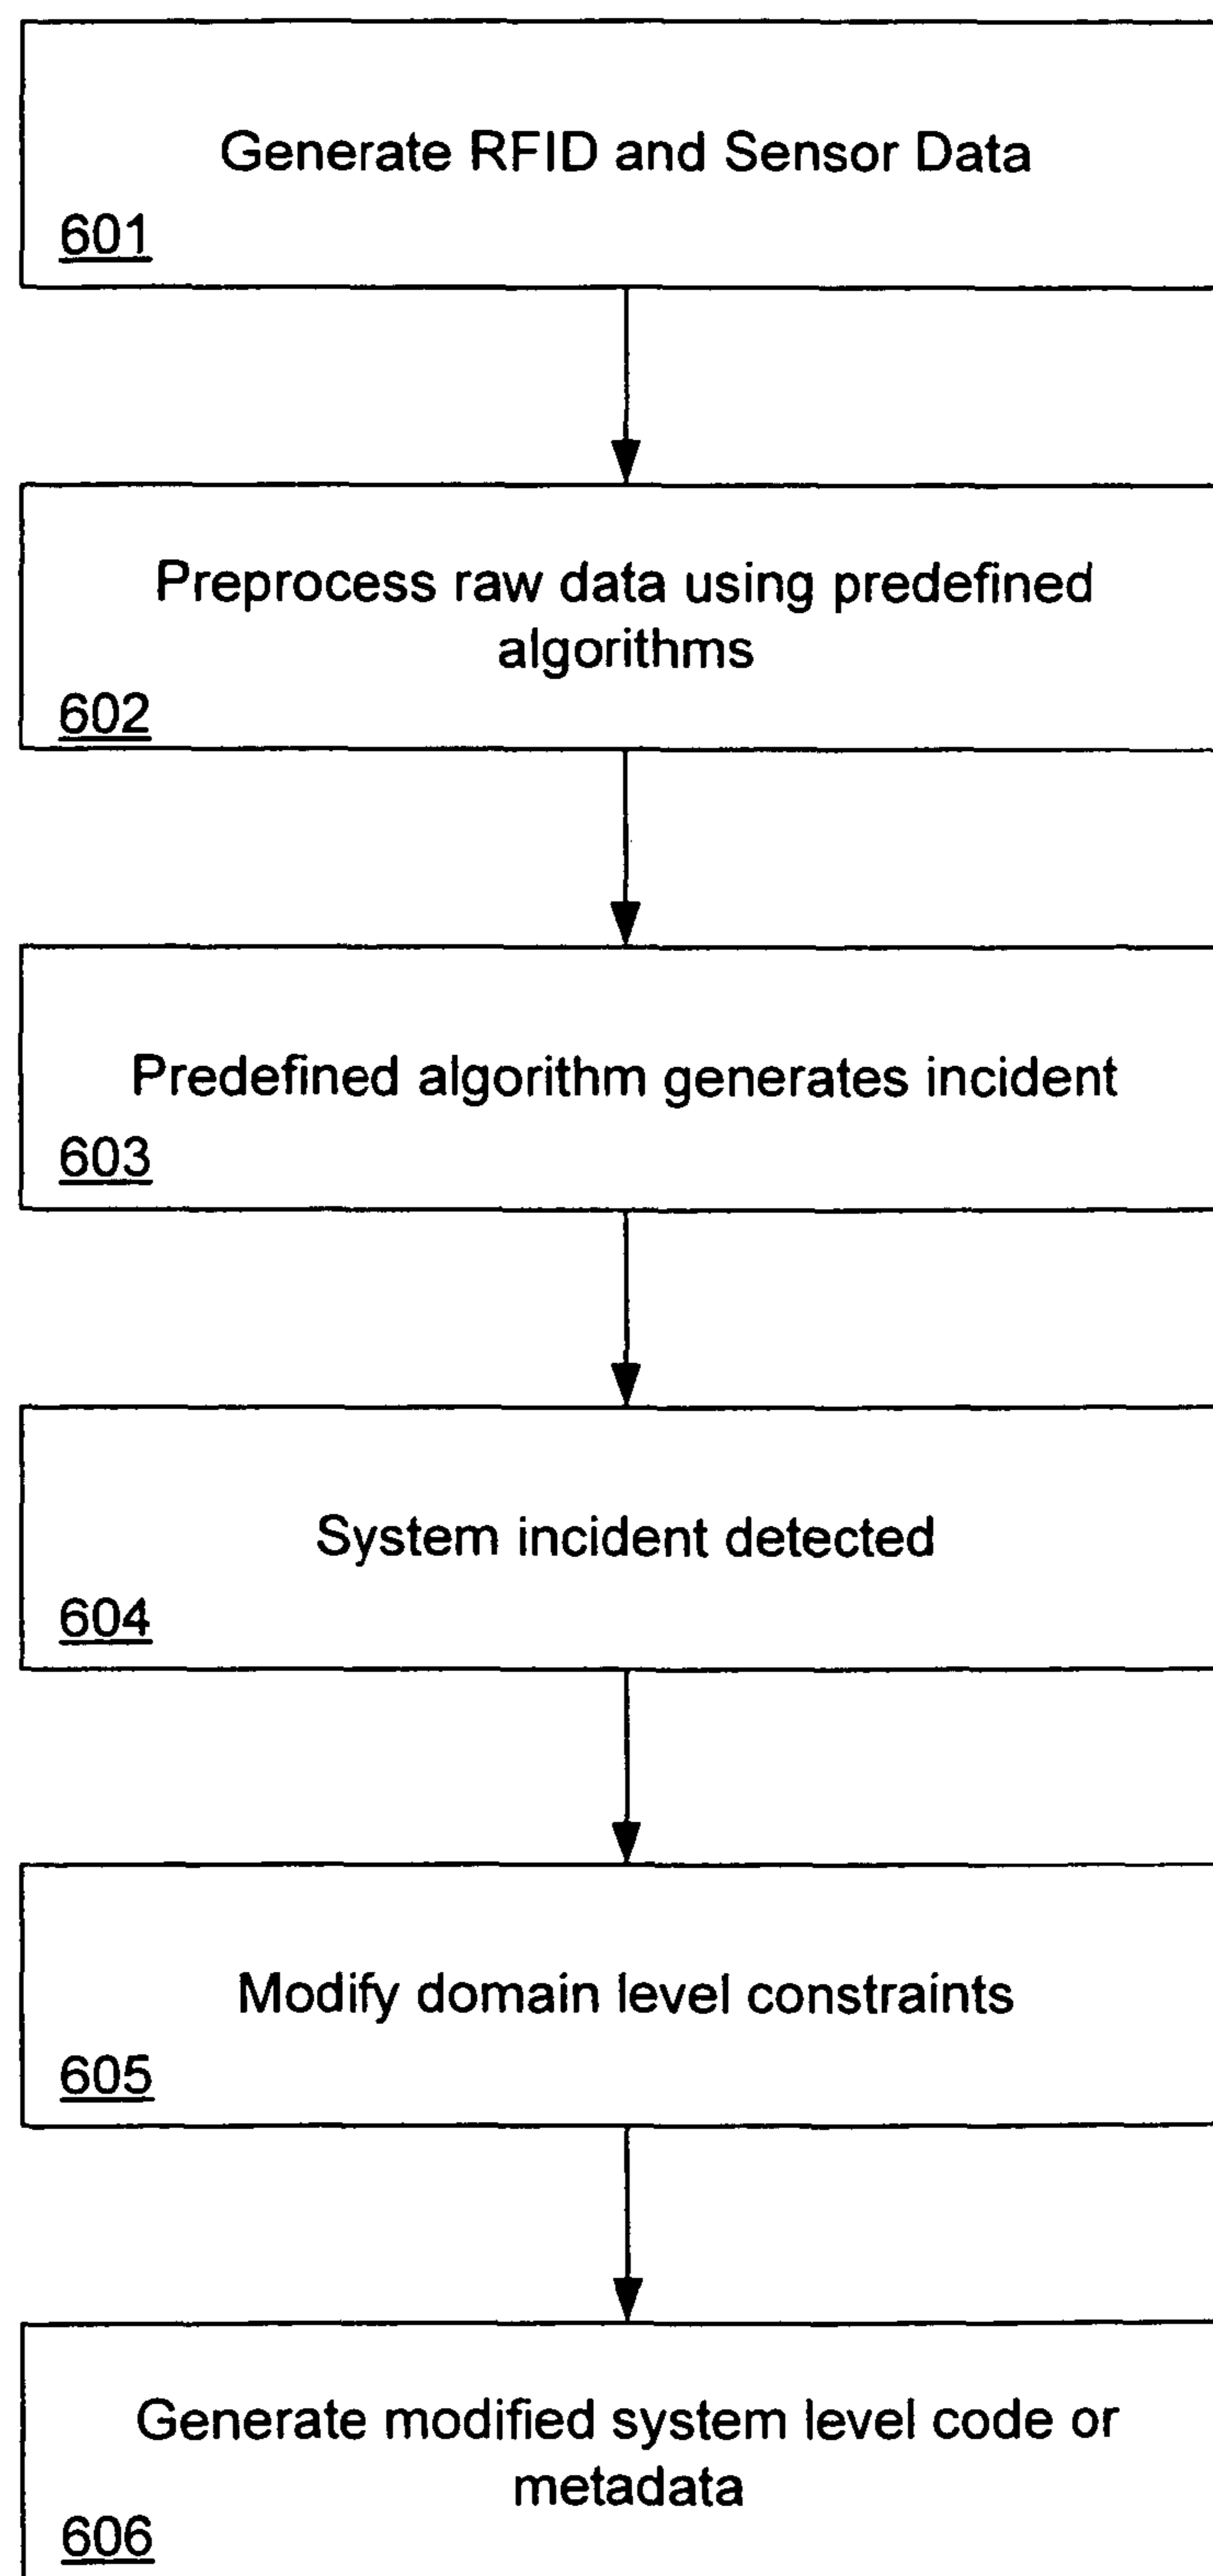 Generate RFID and Sensor Data
601
Preprocess raw data using predefined
algorithms
602
Predefined algorithm generates incident
603
System incident detected
604
Modify domain level constraints
605
Generate modified system level code or
metadata
606